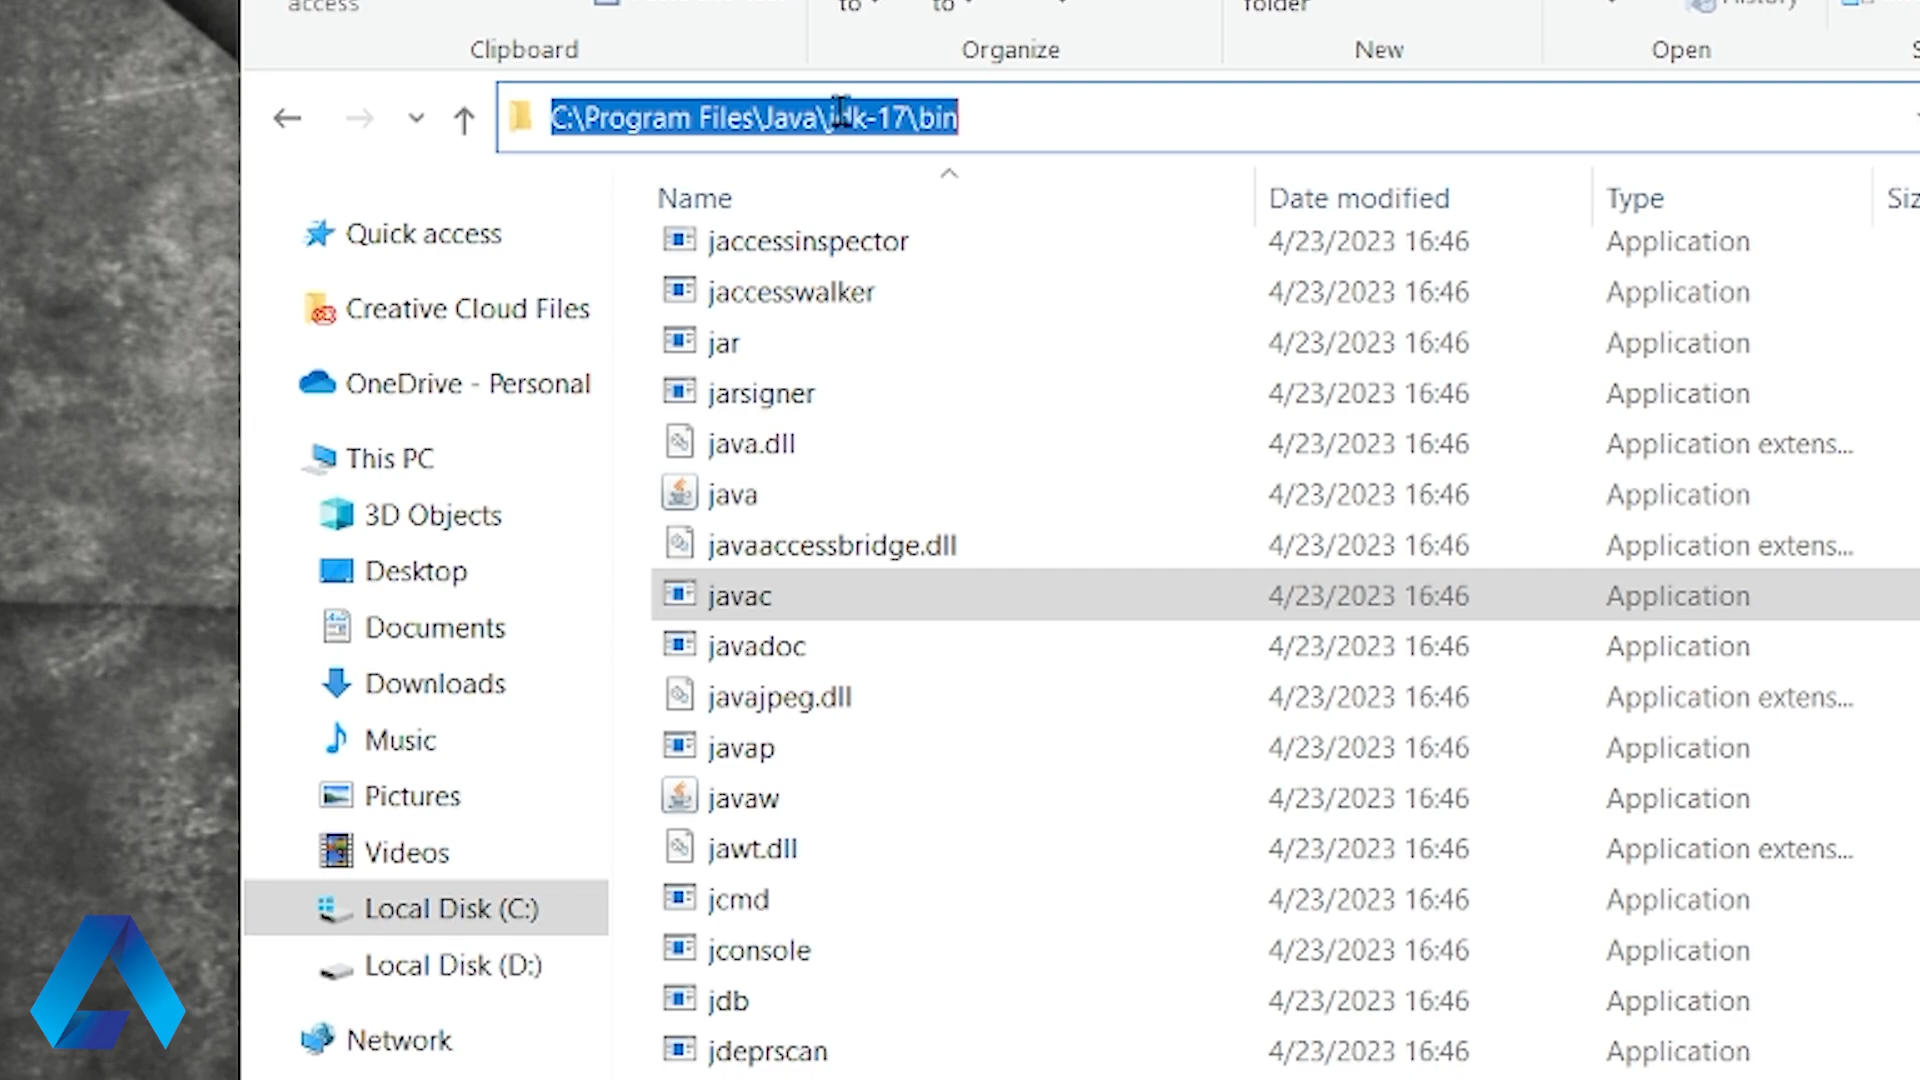 access
to to folder History
Clipboard Organize New Open
C:\Program Files\Java\jdk-17\bin
Name Date modified Type Siz
Quick access
Creative Cloud Files
OneDrive - Personal
This PC
3D Objects
Desktop
Documents
Downloads
Music
Pictures
Videos
Local Disk (C:)
Local Disk (D:)
Network
jaccessinspector 4/23/2023 16:46 Application
jaccesswalker 4/23/2023 16:46 Application
jar 4/23/2023 16:46 Application
jarsigner 4/23/2023 16:46 Application
java.dll 4/23/2023 16:46 Application extens...
java 4/23/2023 16:46 Application
javaaccessbridge.dll 4/23/2023 16:46 Application extens...
javac 4/23/2023 16:46 Application
javadoc 4/23/2023 16:46 Application
javajpeg.dll 4/23/2023 16:46 Application extens...
javap 4/23/2023 16:46 Application
javaw 4/23/2023 16:46 Application
jawt.dll 4/23/2023 16:46 Application extens...
jcmd 4/23/2023 16:46 Application
jconsole 4/23/2023 16:46 Application
jdb 4/23/2023 16:46 Application
jdeprscan 4/23/2023 16:46 Application